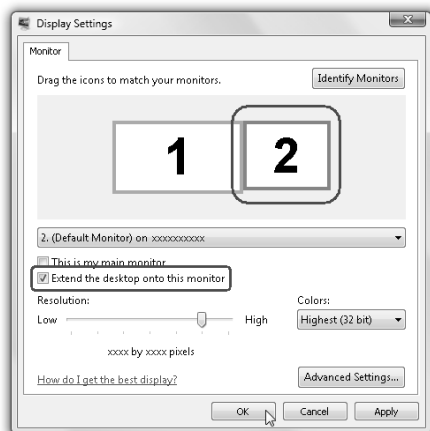 Display Settings
Monitor
Drag the icons to match your monitors.
Identify Monitors
1
2
2. (Default Monitor) on xxxxxxxxxx
This is my main monitor
Extend the desktop onto this monitor
Resolution:
Colors:
Low
High
Highest (32 bit)
xxxx by xxxx pixels
How do I get the best display?
Advanced Settings...
OK
Cancel
Apply